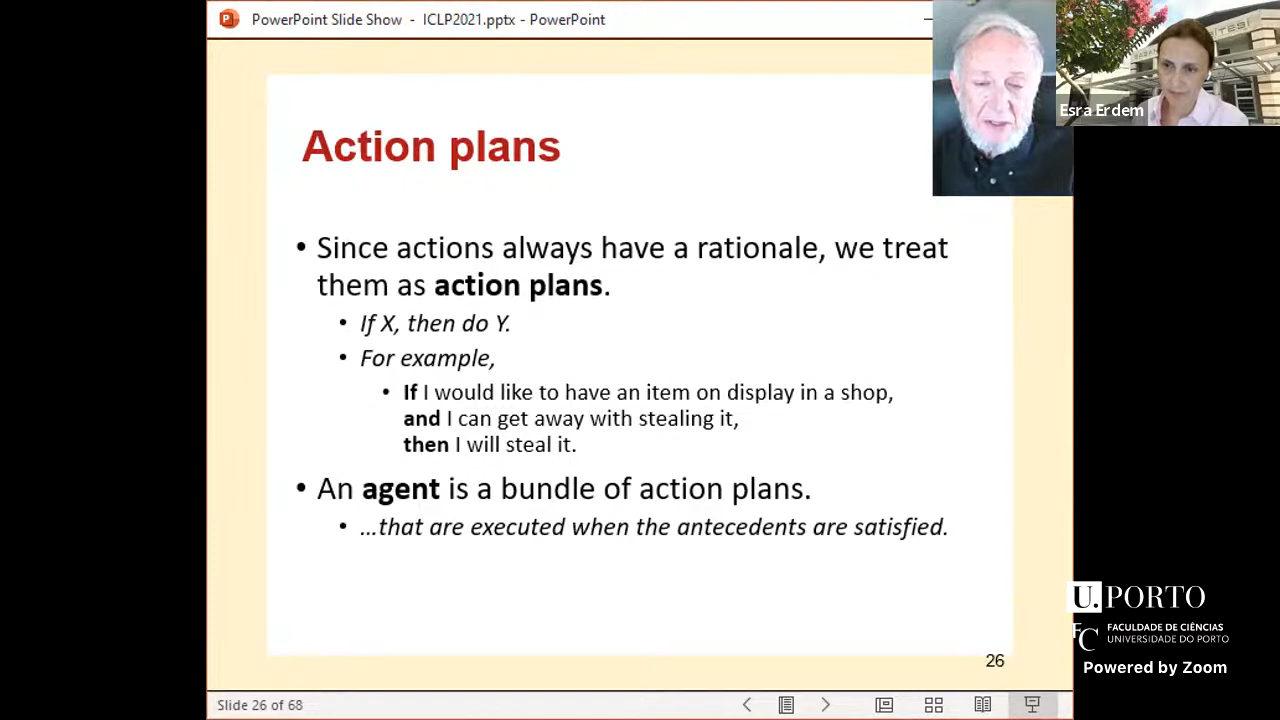 PowerPoint Slide Show - ICLP2021.pptx - PowerPoint
Esra Erdem
Action plans
• Since actions always have a rationale, we treat
them as action plans.
• If X, then do Y.
• For example,
• If I would like to have an item on display in a shop,
and I can get away with stealing it,
then I will steal it.
• An agent is a bundle of action plans.
• …that are executed when the antecedents are satisfied.
26
U. PORTO
FC FACULDADE DE CIÊNCIAS
UNIVERSIDADE DO PORTO
Powered by Zoom
Slide 26 of 68